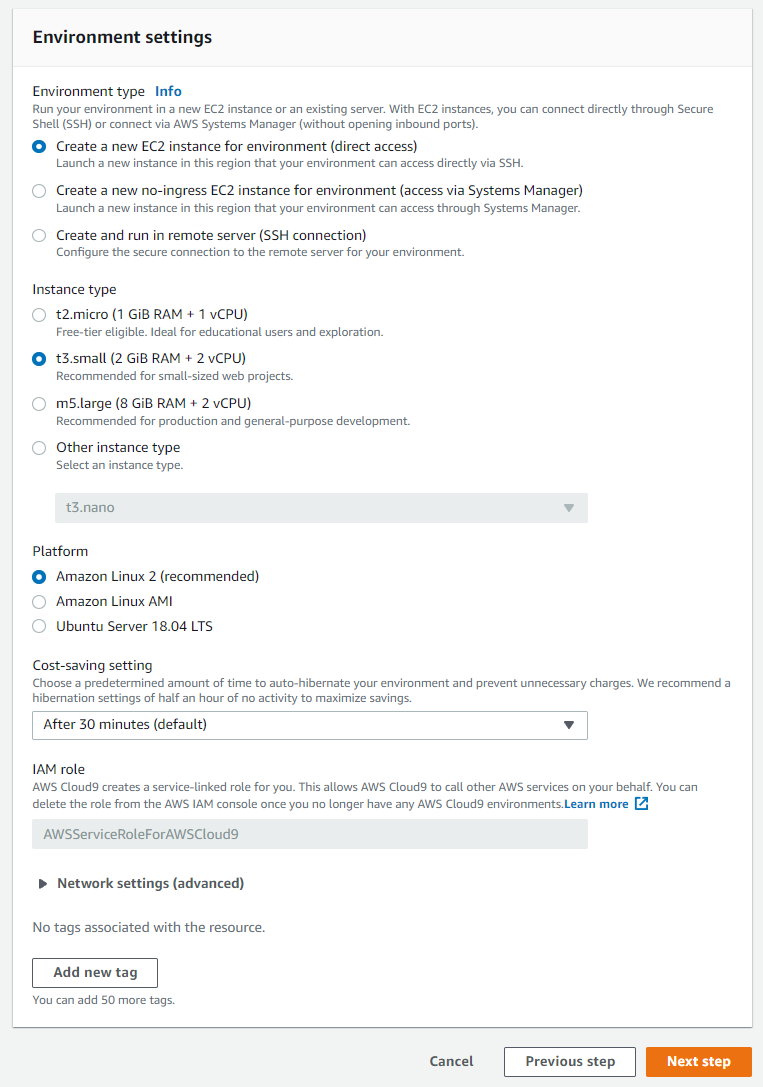 Environment settings
Environment type Info
Run your environment in a new EC2 instance or an existing server. With EC2 instances, you can connect directly through Secure
Shell (SSH) or connect via AWS Systems Manager (without opening inbound ports).
Create a new EC2 instance for environment (direct access)
Launch a new instance in this region that your environment can access directly via SSH.
Create a new no-ingress EC2 instance for environment (access via Systems Manager)
Launch a new instance in this region that your environment can access through Systems Manager.
Create and run in remote server (SSH connection)
Configure the secure connection to the remote server for your environment.
Instance type
t2.micro (1 GiB RAM + 1 vCPU)
Free-tier eligible. Ideal for educational users and exploration.
t3.small (2 GiB RAM + 2 vCPU)
Recommended for small-sized web projects.
m5.large (8 GiB RAM + 2 vCPU)
Recommended for production and general-purpose development.
Other instance type
Select an instance type.
t3.nano
Platform
Amazon Linux 2 (recommended)
Amazon Linux AMI
Ubuntu Server 18.04 LTS
Cost-saving setting
Choose a predetermined amount of time to auto-hibernate your environment and prevent unnecessary charges. We recommend a
hibernation settings of half an hour of no activity to maximize savings.
After 30 minutes (default)
IAM role
AWS Cloud9 creates a service-linked role for you. This allows AWS Cloud9 to call other AWS services on your behalf. You can
delete the role from the AWS IAM console once you no longer have any AWS Cloud9 environments.Learn more
AWSServiceRoleForAWSCloud9
Network settings (advanced)
No tags associated with the resource.
Add new tag
You can add 50 more tags.
Cancel Previous step Next step